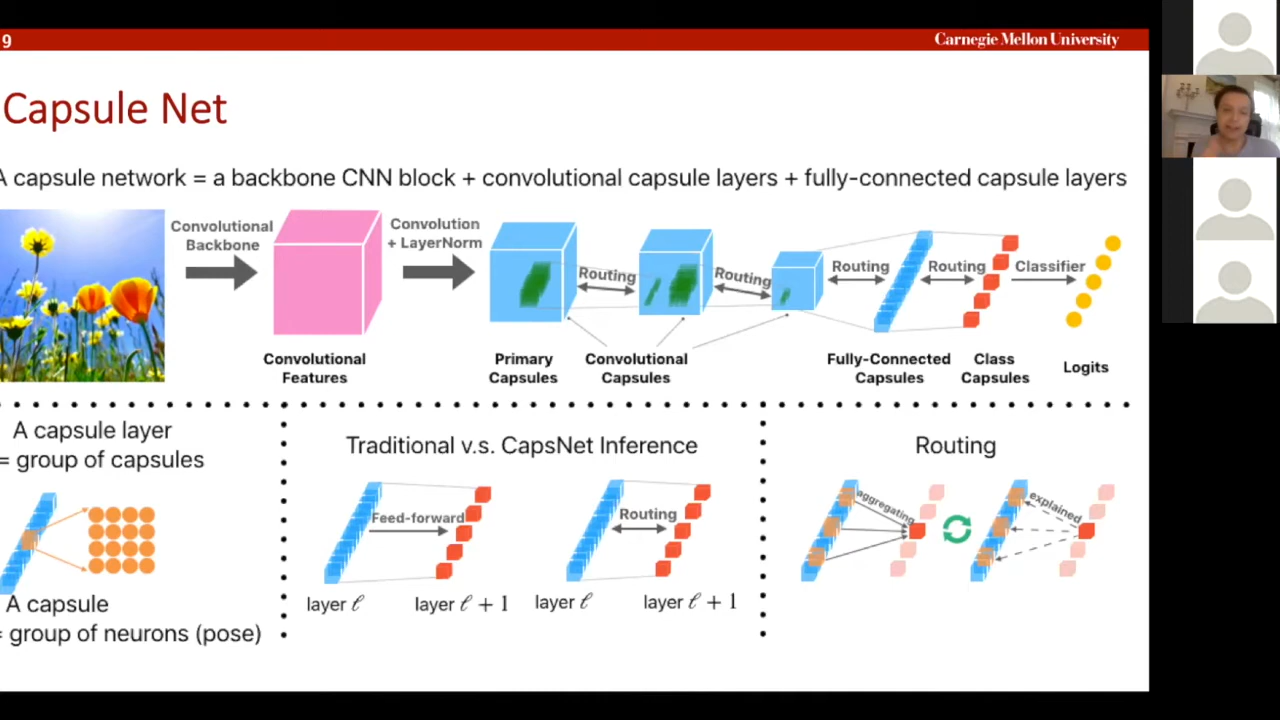 9
Carnegie Mellon University
Capsule Net
A capsule network = a backbone CNN block + convolutional capsule layers + fully-connected capsule layers
Convolutional
Backbone
Convolution
+ LayerNorm
Routing
Routing
Routing
Routing
Classifier
Convolutional
Features
Primary
Capsules
Convolutional
Capsules
Fully-Connected
Capsules
Class
Capsules
Logits
A capsule layer
= group of capsules
A capsule
= group of neurons (pose)
Traditional v.s. CapsNet Inference
Feed-forward
Routing
layer ℓ
layer ℓ + 1
layer ℓ
layer ℓ + 1
Routing
aggregating
explained